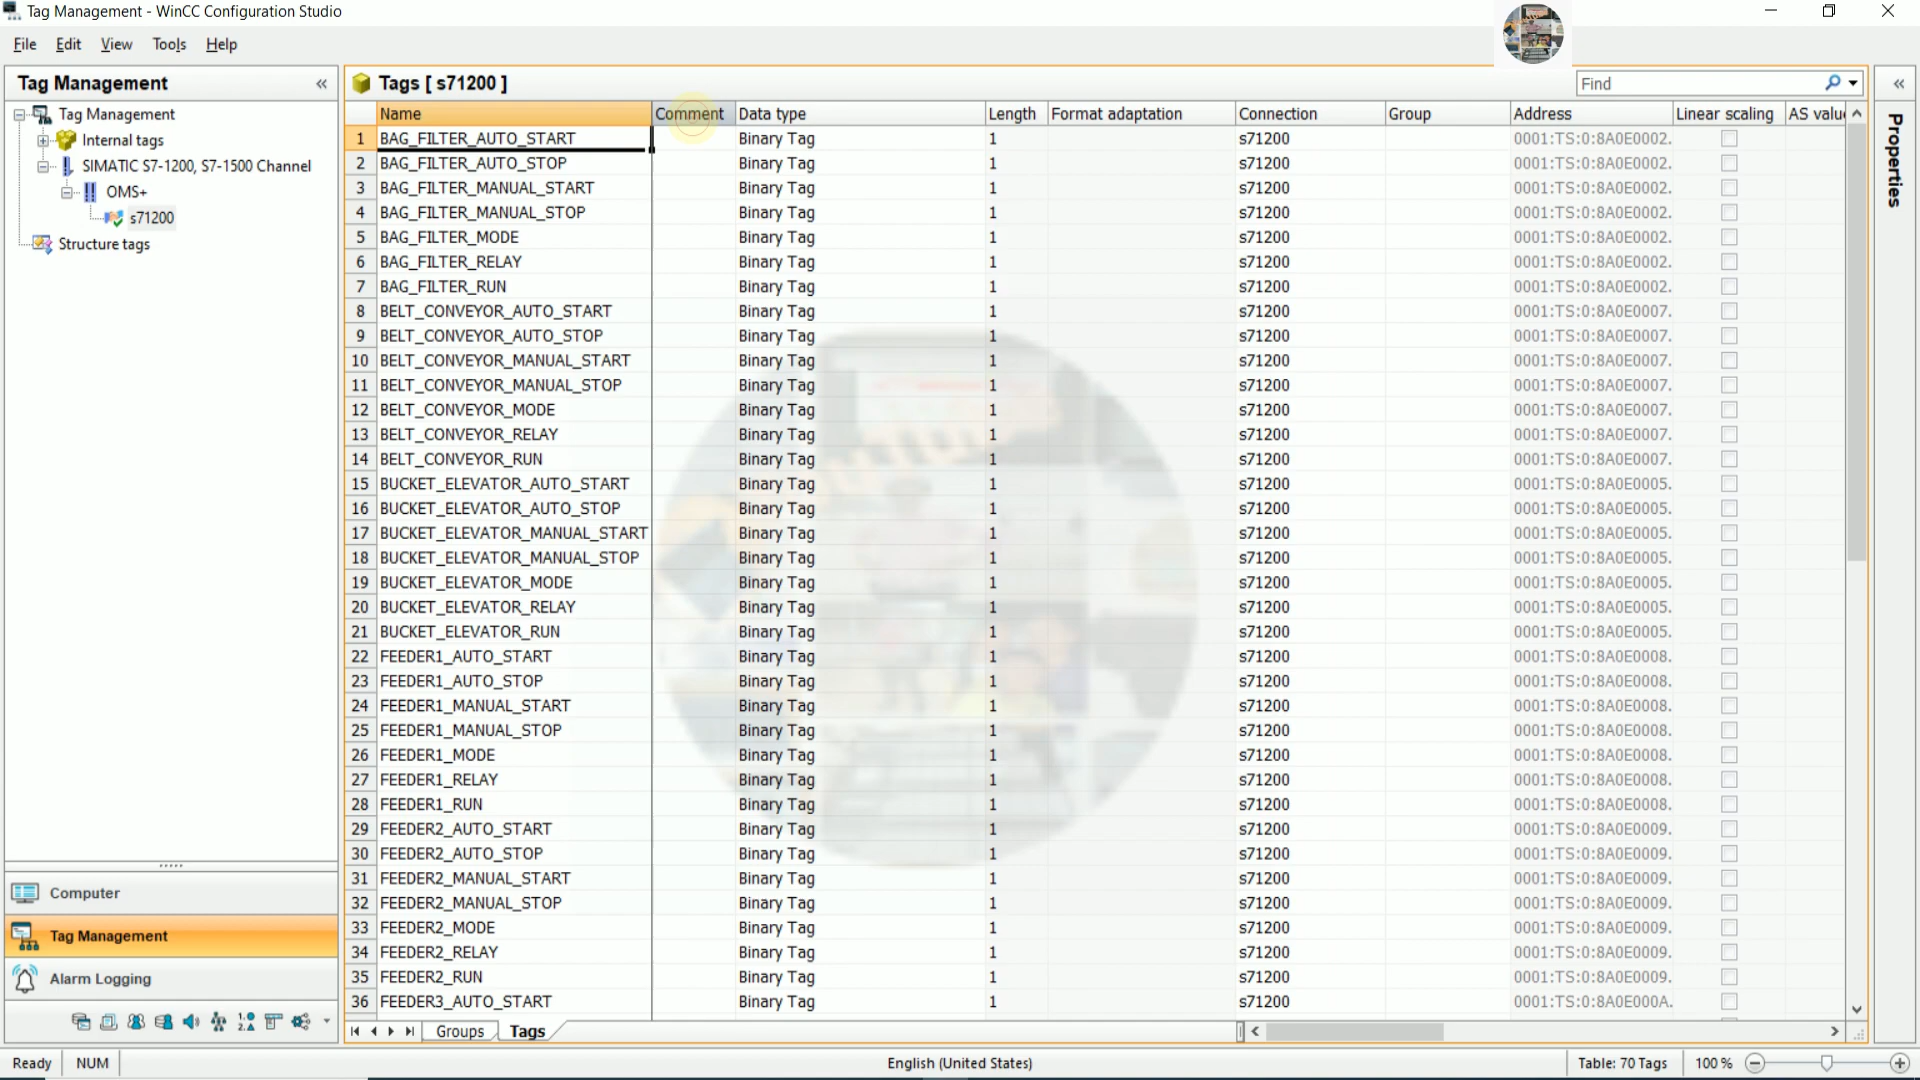 Tag Management - WinCC Configuration Studio
File Edit View Tools Help
Tag Management «
Tag Management
Internal tags
SIMATIC S7-1200, S7-1500 Channel
OMS+
s71200
Structure tags
Computer
Tag Management
Alarm Logging
Tags [ s71200 ]
Find
Properties
Name Comment Data type Length Format adaptation Connection Group Address Linear scaling AS valu
1 BAG_FILTER_AUTO_START Binary Tag 1 s71200 0001:TS:0:8A0E0002.
2 BAG_FILTER_AUTO_STOP Binary Tag 1 s71200 0001:TS:0:8A0E0002.
3 BAG_FILTER_MANUAL_START Binary Tag 1 s71200 0001:TS:0:8A0E0002.
4 BAG_FILTER_MANUAL_STOP Binary Tag 1 s71200 0001:TS:0:8A0E0002.
5 BAG_FILTER_MODE Binary Tag 1 s71200 0001:TS:0:8A0E0002.
6 BAG_FILTER_RELAY Binary Tag 1 s71200 0001:TS:0:8A0E0002.
7 BAG_FILTER_RUN Binary Tag 1 s71200 0001:TS:0:8A0E0002.
8 BELT_CONVEYOR_AUTO_START Binary Tag 1 s71200 0001:TS:0:8A0E0007.
9 BELT_CONVEYOR_AUTO_STOP Binary Tag 1 s71200 0001:TS:0:8A0E0007.
10 BELT_CONVEYOR_MANUAL_START Binary Tag 1 s71200 0001:TS:0:8A0E0007.
11 BELT_CONVEYOR_MANUAL_STOP Binary Tag 1 s71200 0001:TS:0:8A0E0007.
12 BELT_CONVEYOR_MODE Binary Tag 1 s71200 0001:TS:0:8A0E0007.
13 BELT_CONVEYOR_RELAY Binary Tag 1 s71200 0001:TS:0:8A0E0007.
14 BELT_CONVEYOR_RUN Binary Tag 1 s71200 0001:TS:0:8A0E0007.
15 BUCKET_ELEVATOR_AUTO_START Binary Tag 1 s71200 0001:TS:0:8A0E0005.
16 BUCKET_ELEVATOR_AUTO_STOP Binary Tag 1 s71200 0001:TS:0:8A0E0005.
17 BUCKET_ELEVATOR_MANUAL_START Binary Tag 1 s71200 0001:TS:0:8A0E0005.
18 BUCKET_ELEVATOR_MANUAL_STOP Binary Tag 1 s71200 0001:TS:0:8A0E0005.
19 BUCKET_ELEVATOR_MODE Binary Tag 1 s71200 0001:TS:0:8A0E0005.
20 BUCKET_ELEVATOR_RELAY Binary Tag 1 s71200 0001:TS:0:8A0E0005.
21 BUCKET_ELEVATOR_RUN Binary Tag 1 s71200 0001:TS:0:8A0E0005.
22 FEEDER1_AUTO_START Binary Tag 1 s71200 0001:TS:0:8A0E0008.
23 FEEDER1_AUTO_STOP Binary Tag 1 s71200 0001:TS:0:8A0E0008.
24 FEEDER1_MANUAL_START Binary Tag 1 s71200 0001:TS:0:8A0E0008.
25 FEEDER1_MANUAL_STOP Binary Tag 1 s71200 0001:TS:0:8A0E0008.
26 FEEDER1_MODE Binary Tag 1 s71200 0001:TS:0:8A0E0008.
27 FEEDER1_RELAY Binary Tag 1 s71200 0001:TS:0:8A0E0008.
28 FEEDER1_RUN Binary Tag 1 s71200 0001:TS:0:8A0E0008.
29 FEEDER2_AUTO_START Binary Tag 1 s71200 0001:TS:0:8A0E0009.
30 FEEDER2_AUTO_STOP Binary Tag 1 s71200 0001:TS:0:8A0E0009.
31 FEEDER2_MANUAL_START Binary Tag 1 s71200 0001:TS:0:8A0E0009.
32 FEEDER2_MANUAL_STOP Binary Tag 1 s71200 0001:TS:0:8A0E0009.
33 FEEDER2_MODE Binary Tag 1 s71200 0001:TS:0:8A0E0009.
34 FEEDER2_RELAY Binary Tag 1 s71200 0001:TS:0:8A0E0009.
35 FEEDER2_RUN Binary Tag 1 s71200 0001:TS:0:8A0E0009.
36 FEEDER3_AUTO_START Binary Tag 1 s71200 0001:TS:0:8A0E000A.
Groups Tags
Ready NUM English (United States) Table: 70 Tags 100 %